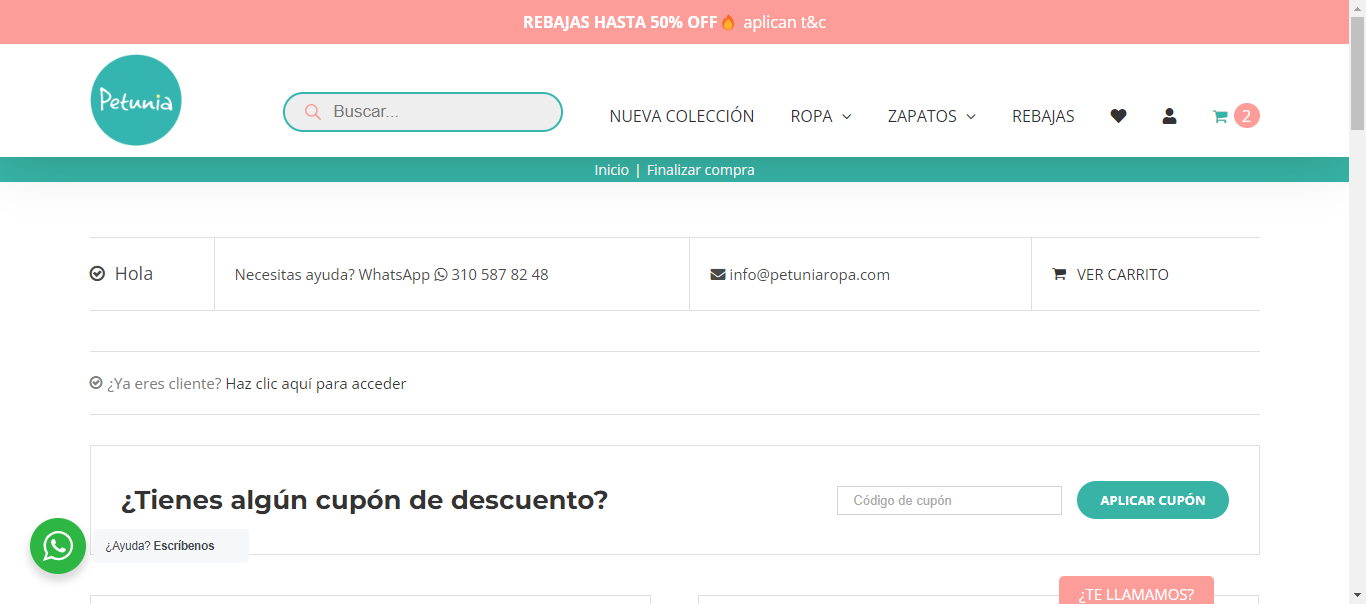 REBAJAS HASTA 50% OFF🔥 aplican t&c
Petunia
Buscar...
NUEVA COLECCIÓN
ROPA
ZAPATOS
REBAJAS
2
Inicio | Finalizar compra
Hola
Necesitas ayuda? WhatsApp 310 587 82 48
info@petuniaropa.com
VER CARRITO
¿Ya eres cliente? Haz clic aquí para acceder
¿Tienes algún cupón de descuento?
Código de cupón
APLICAR CUPÓN
¿Ayuda? Escríbenos
¿TE LLAMAMOS?